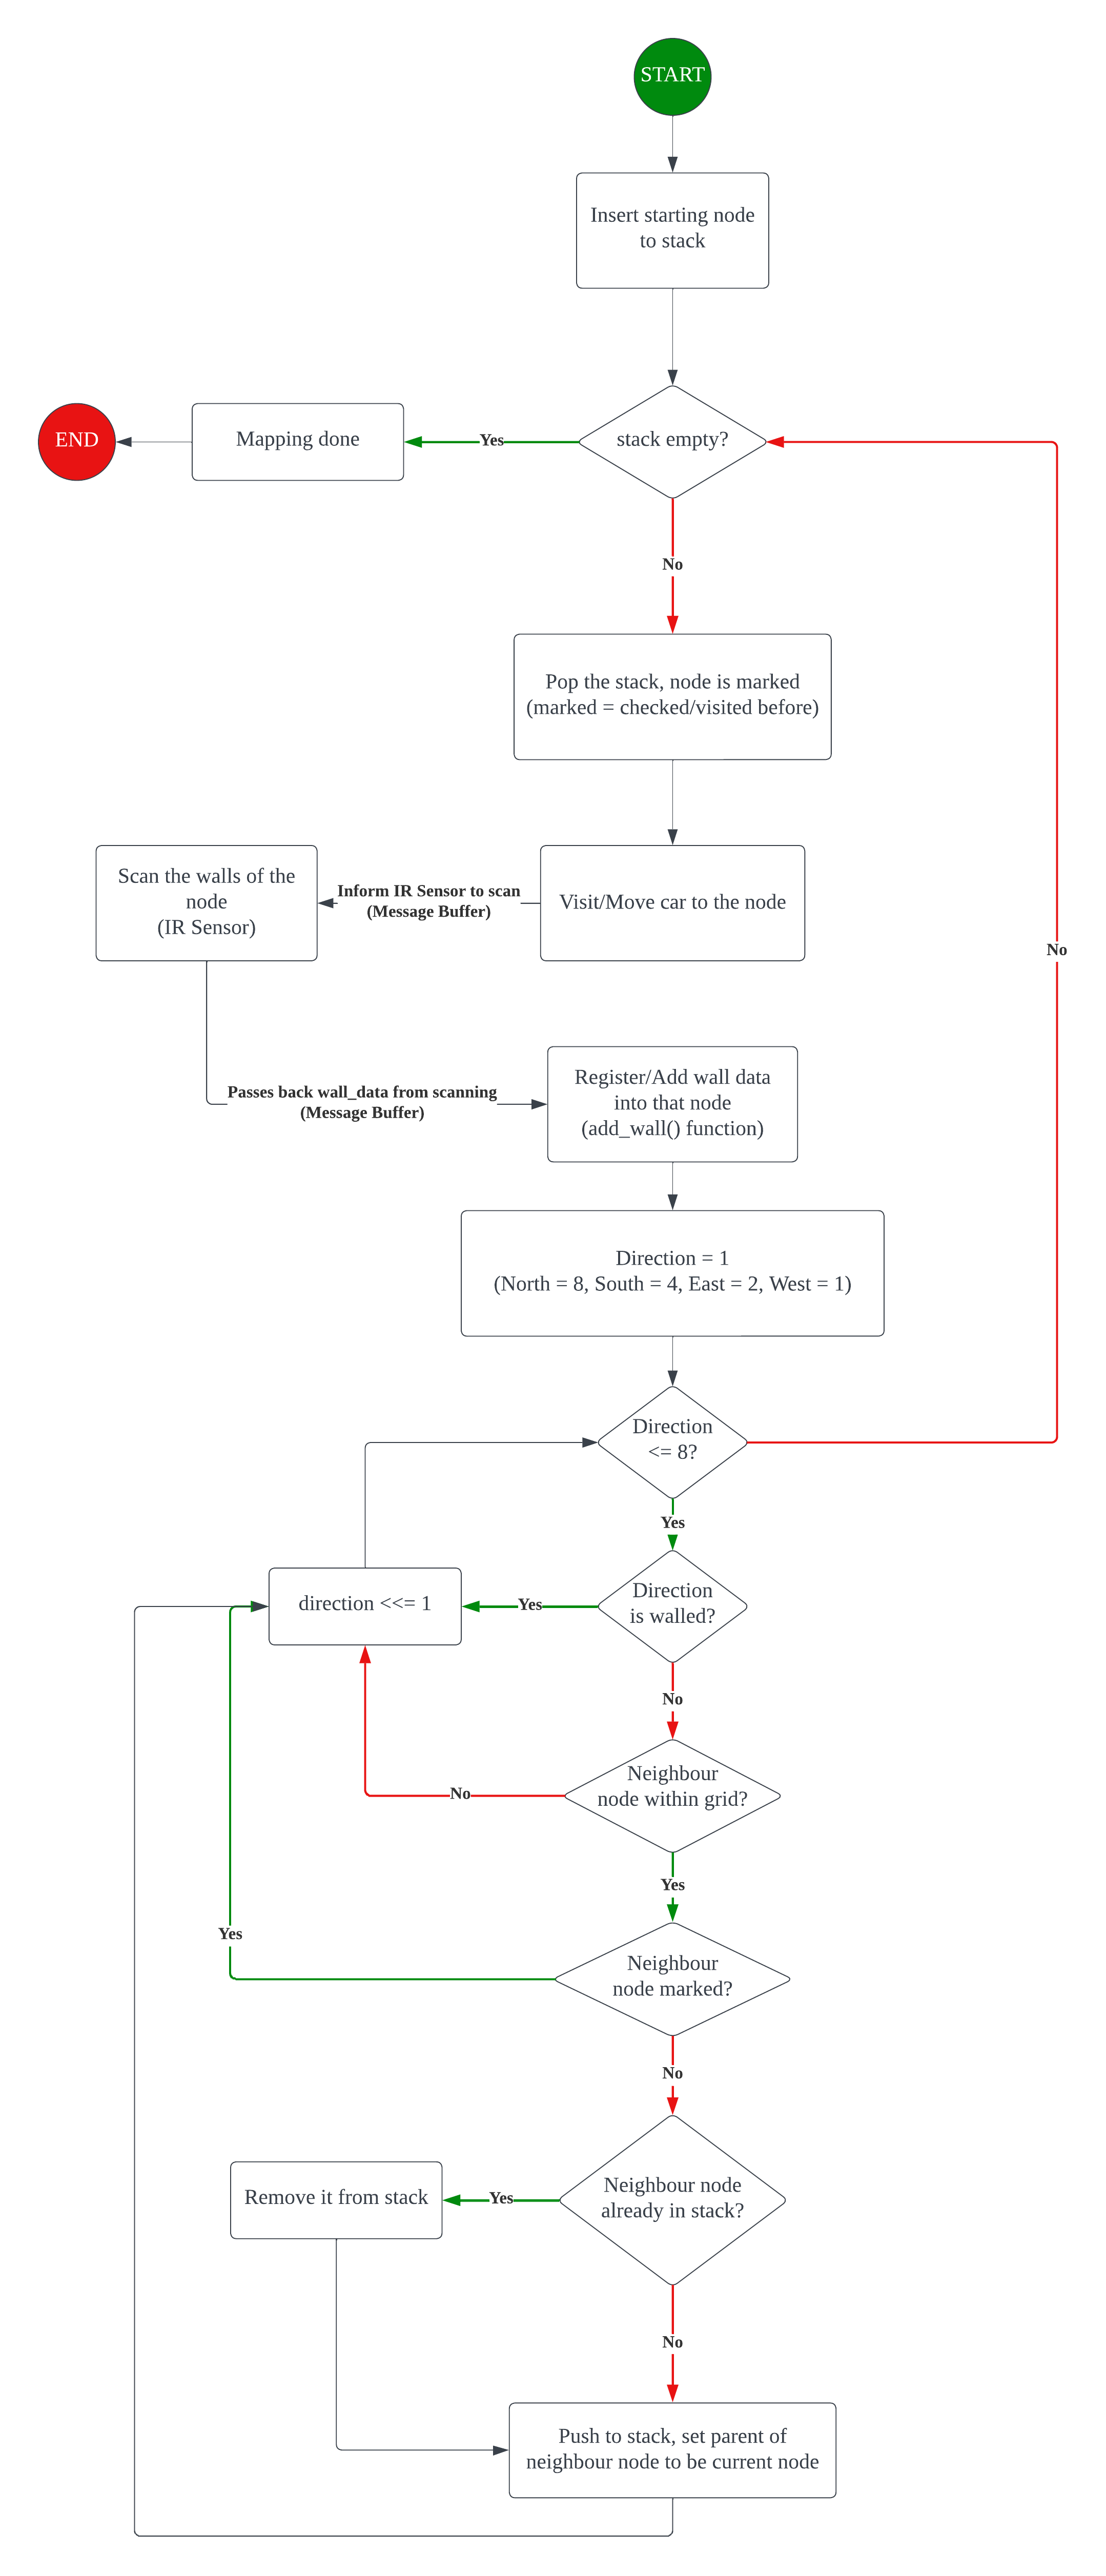 START
Insert starting node
to stack
END
Mapping done
Yes
stack empty?
No
Pop the stack, node is marked
(marked = checked/visited before)
Scan the walls of the
node
(IR Sensor)
Inform IR Sensor to scan
(Message Buffer)
Visit/Move car to the node
No
Passes back wall_data from scanning
(Message Buffer)
Register/Add wall data
into that node
(add_wall() function)
Direction = 1
(North = 8, South = 4, East = 2, West = 1)
Direction
<= 8?
Yes
direction <<= 1
Yes
Direction
is walled?
No
Neighbour
node within grid?
No
Yes
Yes
Neighbour
node marked?
No
Remove it from stack
Yes
Neighbour node
already in stack?
No
Push to stack, set parent of
neighbour node to be current node